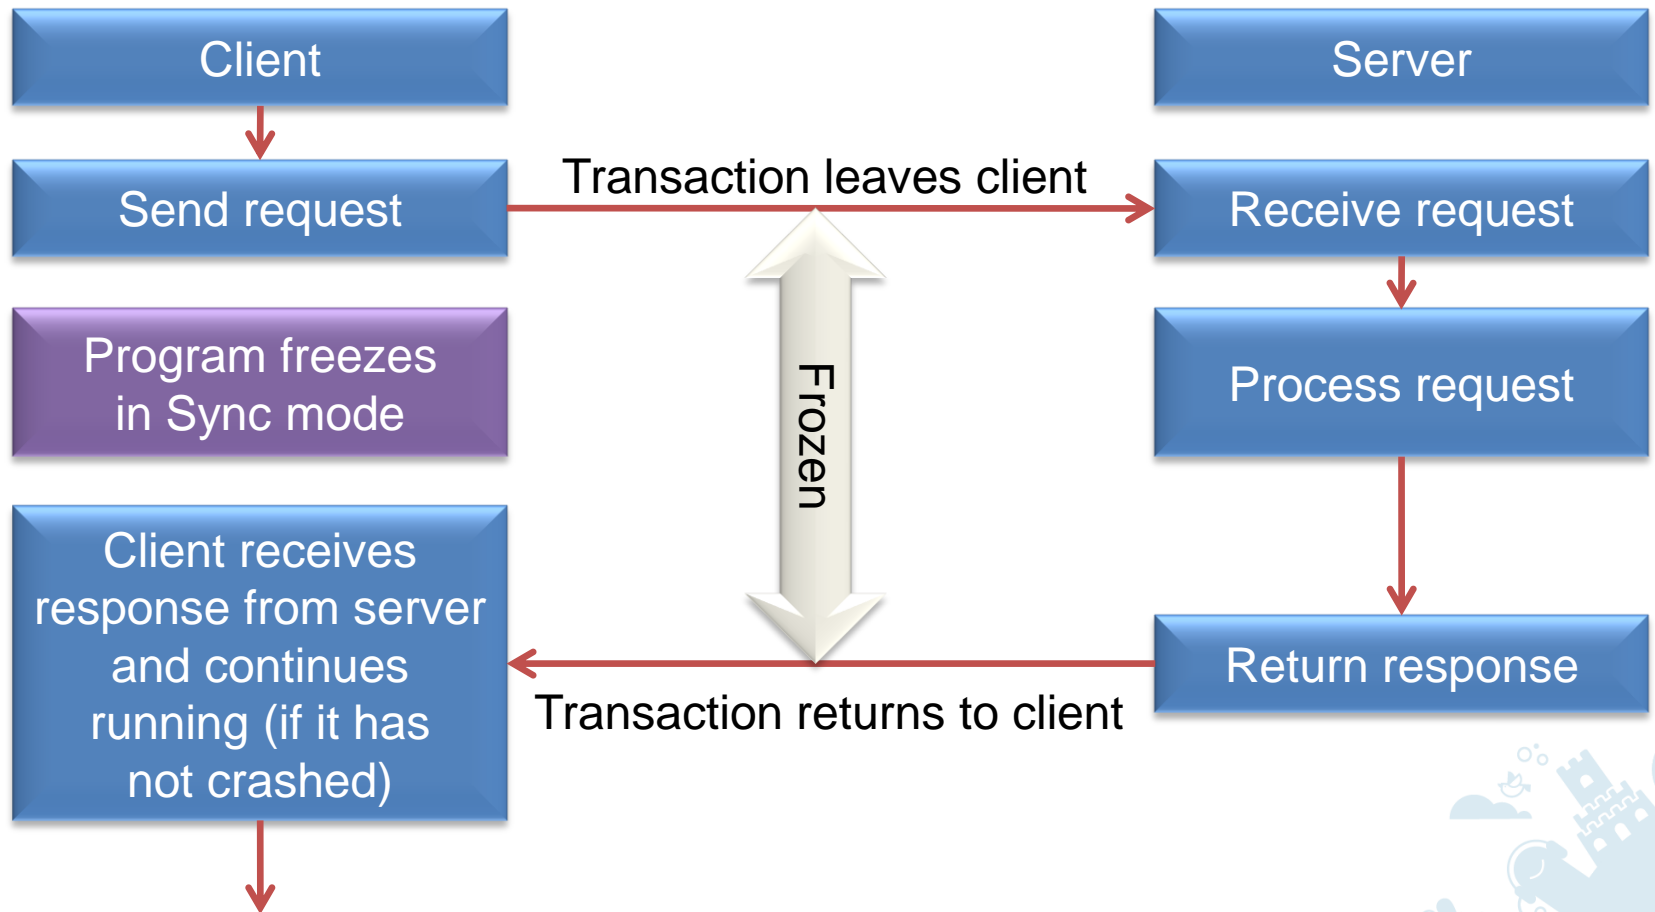 Client
Server
Send request
Transaction leaves client
Receive request
Program freezes
in Sync mode
Frozen
Process request
Client receives
response from server
and continues
running (if it has
not crashed)
Transaction returns to client
Return response